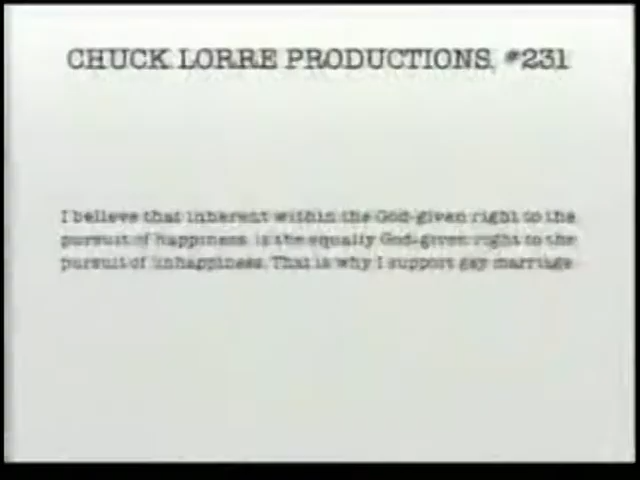 CHUCK LORRE PRODUCTIONS, #231
I believe that inherent within the God-given right to the
pursuit of happiness, is the equally God-given right to the
pursuit of unhappiness. That is why I support gay marriage.